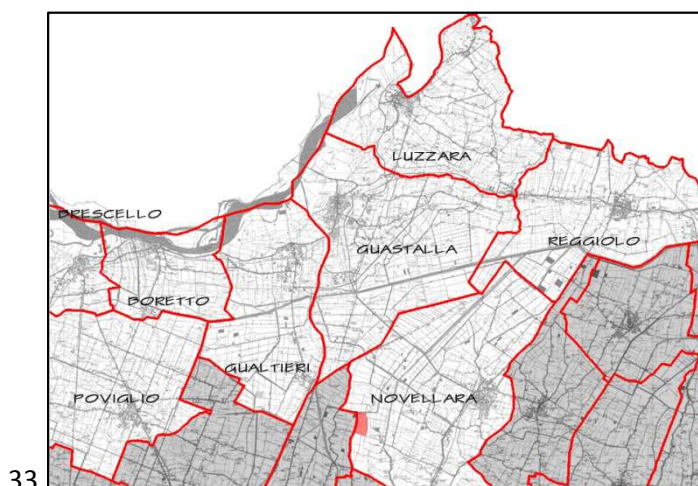 LUZZARA
BRESCELLO
GUASTALLA
REGGIOLO
BORETTO
GUALTIERI
POVIGLIO
NOVELLARA
33